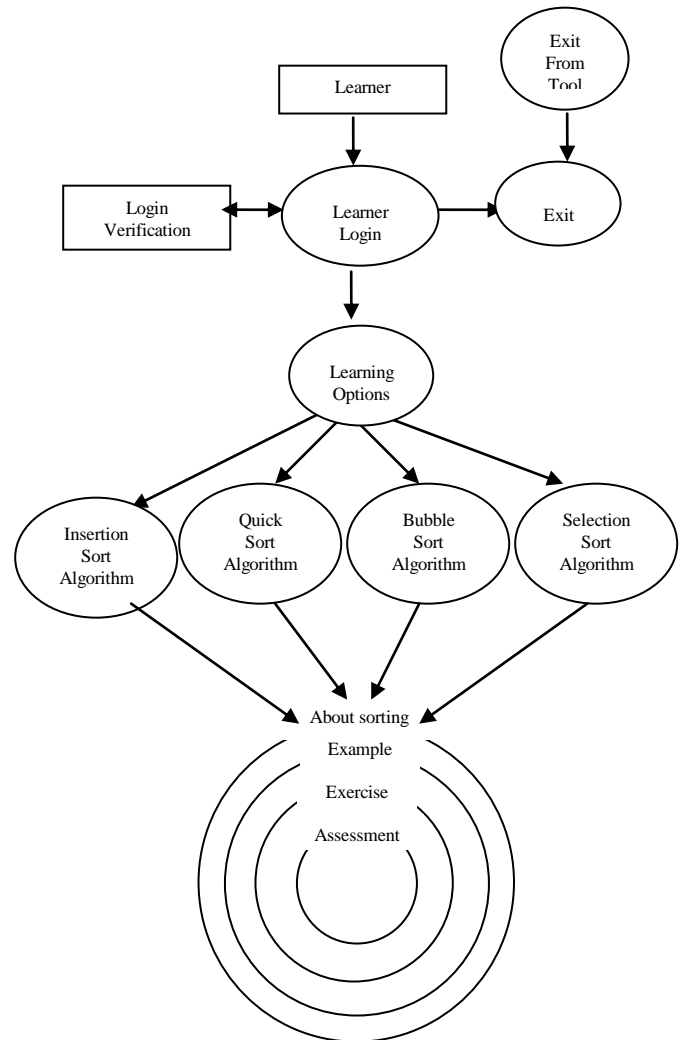 Exit
From
Tool
Learner
Login
Verification
Learner
Login
Exit
Learning
Options
Insertion
Sort
Algorithm
Quick
Sort
Algorithm
Bubble
Sort
Algorithm
Selection
Sort
Algorithm
About sorting
Example
Exercise
Assessment